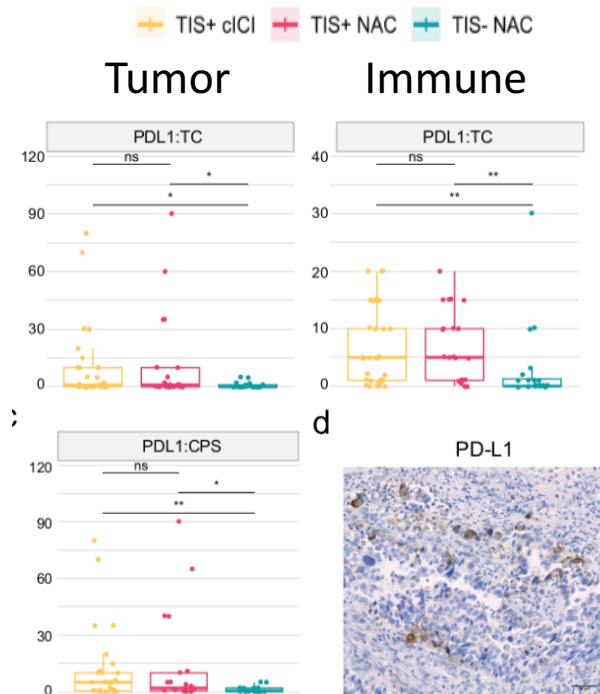 TIS+ cICI TIS+ NAC TIS- NAC
Tumor Immune
PDL1:TC PDL1:TC
120 ns 40 ns
* **
* **
90 30
60 20
30 10
0 0
d
PDL1:CPS PD-L1
120 ns
*
**
90
60
30
0